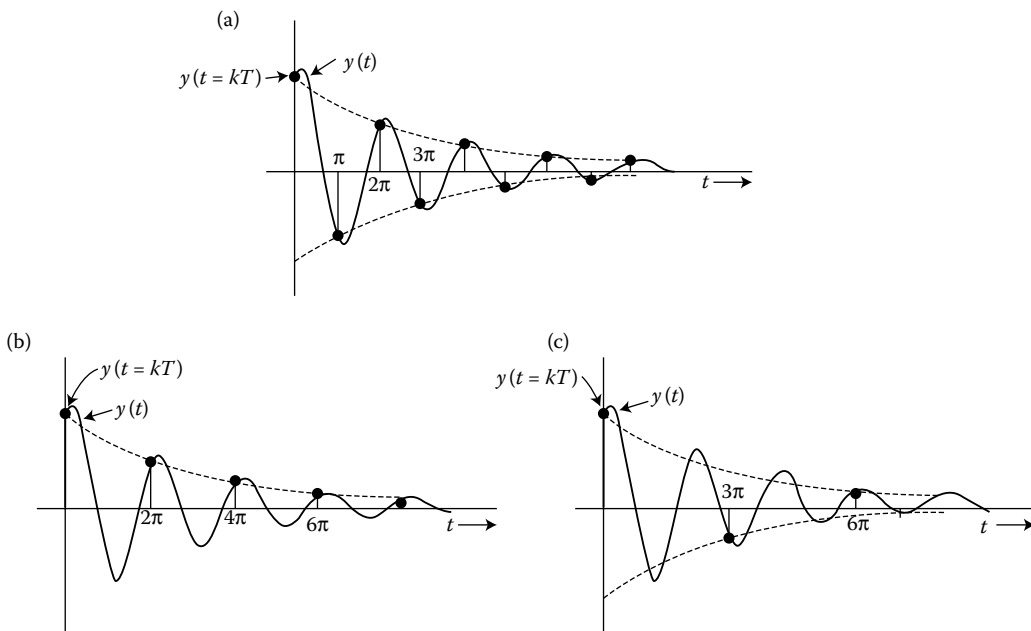 (a)
y(t = kT)
y(t)
π
2π
3π
t
(b)
y(t = kT)
y(t)
2π
4π
6π
t
(c)
y(t = kT)
y(t)
3π
6π
t